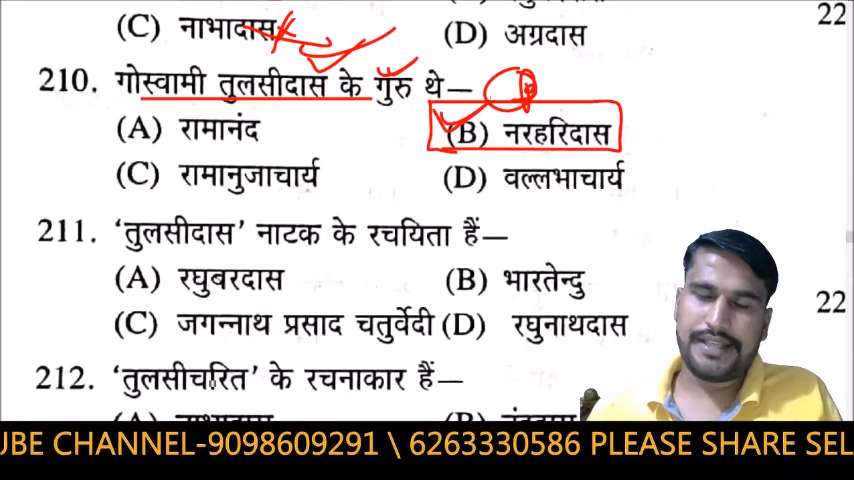 (C) नाभादास
(D) अग्रदास
22
210. गोस्वामी तुलसीदास के गुरु थे—
(A) रामानंद
(B) नरहरिदास
(C) रामानुजाचार्य
(D) वल्लभाचार्य
211. ‘तुलसीदास’ नाटक के रचयिता हैं—
(A) रघुबरदास
(B) भारतेन्दु
(C) जगन्नाथ प्रसाद चतुर्वेदी (D) रघुनाथदास
22
212. ‘तुलसीचरित’ के रचनाकार हैं—
UBE CHANNEL-9098609291 \ 6263330586 PLEASE SHARE SEL